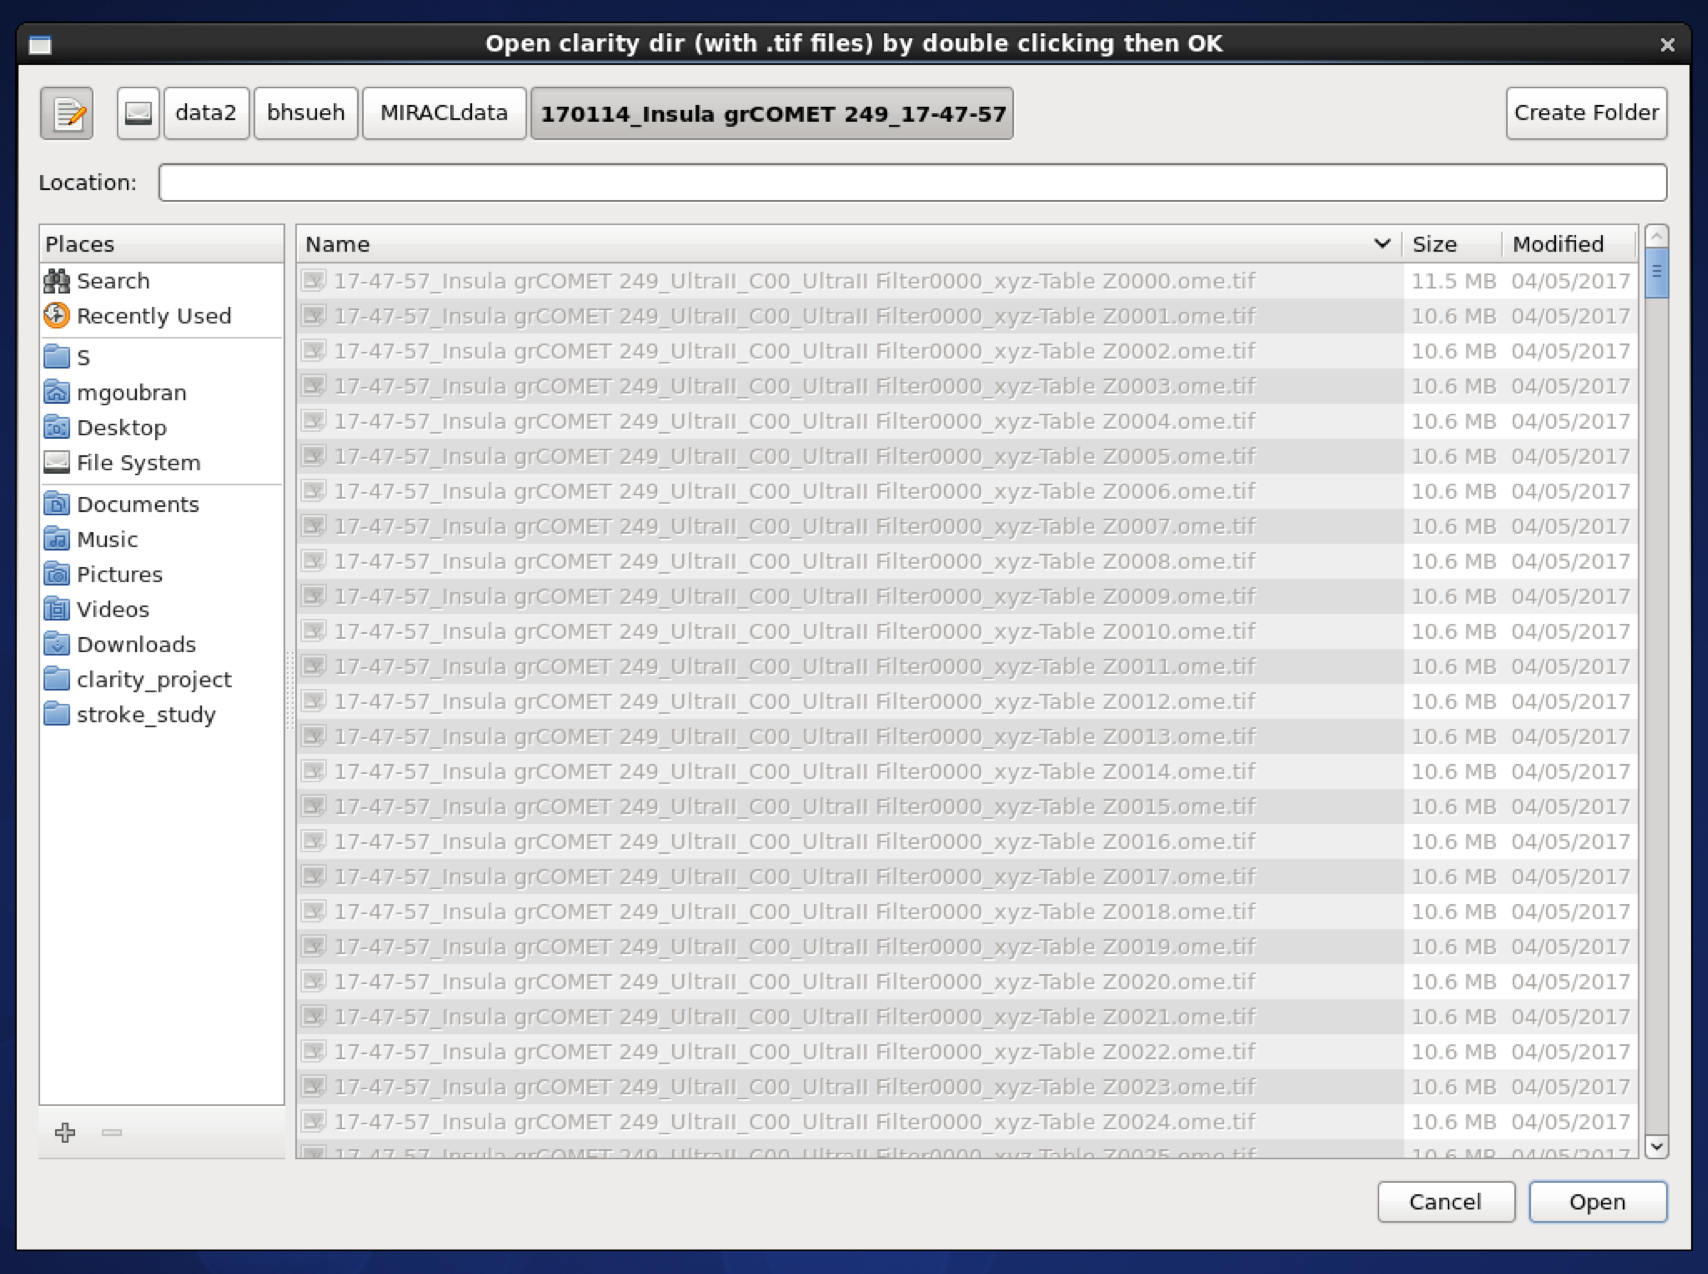 Open clarity dir (with .tif files) by double clicking then OK
data2 bhsueh MIRACLdata 170114_Insula grCOMET 249_17-47-57 Create Folder
Location:
Places
Search
Recently Used
S
mgoubran
Desktop
File System
Documents
Music
Pictures
Videos
Downloads
clarity_project
stroke_study
Name Size Modified
17-47-57_Insula grCOMET 249_UltraII_C00_UltraII Filter0000_xyz-Table Z0000.ome.tif 11.5 MB 04/05/2017
17-47-57_Insula grCOMET 249_UltraII_C00_UltraII Filter0000_xyz-Table Z0001.ome.tif 10.6 MB 04/05/2017
17-47-57_Insula grCOMET 249_UltraII_C00_UltraII Filter0000_xyz-Table Z0002.ome.tif 10.6 MB 04/05/2017
17-47-57_Insula grCOMET 249_UltraII_C00_UltraII Filter0000_xyz-Table Z0003.ome.tif 10.6 MB 04/05/2017
17-47-57_Insula grCOMET 249_UltraII_C00_UltraII Filter0000_xyz-Table Z0004.ome.tif 10.6 MB 04/05/2017
17-47-57_Insula grCOMET 249_UltraII_C00_UltraII Filter0000_xyz-Table Z0005.ome.tif 10.6 MB 04/05/2017
17-47-57_Insula grCOMET 249_UltraII_C00_UltraII Filter0000_xyz-Table Z0006.ome.tif 10.6 MB 04/05/2017
17-47-57_Insula grCOMET 249_UltraII_C00_UltraII Filter0000_xyz-Table Z0007.ome.tif 10.6 MB 04/05/2017
17-47-57_Insula grCOMET 249_UltraII_C00_UltraII Filter0000_xyz-Table Z0008.ome.tif 10.6 MB 04/05/2017
17-47-57_Insula grCOMET 249_UltraII_C00_UltraII Filter0000_xyz-Table Z0009.ome.tif 10.6 MB 04/05/2017
17-47-57_Insula grCOMET 249_UltraII_C00_UltraII Filter0000_xyz-Table Z0010.ome.tif 10.6 MB 04/05/2017
17-47-57_Insula grCOMET 249_UltraII_C00_UltraII Filter0000_xyz-Table Z0011.ome.tif 10.6 MB 04/05/2017
17-47-57_Insula grCOMET 249_UltraII_C00_UltraII Filter0000_xyz-Table Z0012.ome.tif 10.6 MB 04/05/2017
17-47-57_Insula grCOMET 249_UltraII_C00_UltraII Filter0000_xyz-Table Z0013.ome.tif 10.6 MB 04/05/2017
17-47-57_Insula grCOMET 249_UltraII_C00_UltraII Filter0000_xyz-Table Z0014.ome.tif 10.6 MB 04/05/2017
17-47-57_Insula grCOMET 249_UltraII_C00_UltraII Filter0000_xyz-Table Z0015.ome.tif 10.6 MB 04/05/2017
17-47-57_Insula grCOMET 249_UltraII_C00_UltraII Filter0000_xyz-Table Z0016.ome.tif 10.6 MB 04/05/2017
17-47-57_Insula grCOMET 249_UltraII_C00_UltraII Filter0000_xyz-Table Z0017.ome.tif 10.6 MB 04/05/2017
17-47-57_Insula grCOMET 249_UltraII_C00_UltraII Filter0000_xyz-Table Z0018.ome.tif 10.6 MB 04/05/2017
17-47-57_Insula grCOMET 249_UltraII_C00_UltraII Filter0000_xyz-Table Z0019.ome.tif 10.6 MB 04/05/2017
17-47-57_Insula grCOMET 249_UltraII_C00_UltraII Filter0000_xyz-Table Z0020.ome.tif 10.6 MB 04/05/2017
17-47-57_Insula grCOMET 249_UltraII_C00_UltraII Filter0000_xyz-Table Z0021.ome.tif 10.6 MB 04/05/2017
17-47-57_Insula grCOMET 249_UltraII_C00_UltraII Filter0000_xyz-Table Z0022.ome.tif 10.6 MB 04/05/2017
17-47-57_Insula grCOMET 249_UltraII_C00_UltraII Filter0000_xyz-Table Z0023.ome.tif 10.6 MB 04/05/2017
17-47-57_Insula grCOMET 249_UltraII_C00_UltraII Filter0000_xyz-Table Z0024.ome.tif 10.6 MB 04/05/2017
17-47-57_Insula grCOMET 249_UltraII_C00_UltraII Filter0000_xyz-Table Z0025.ome.tif 10.6 MB 04/05/2017
Cancel Open